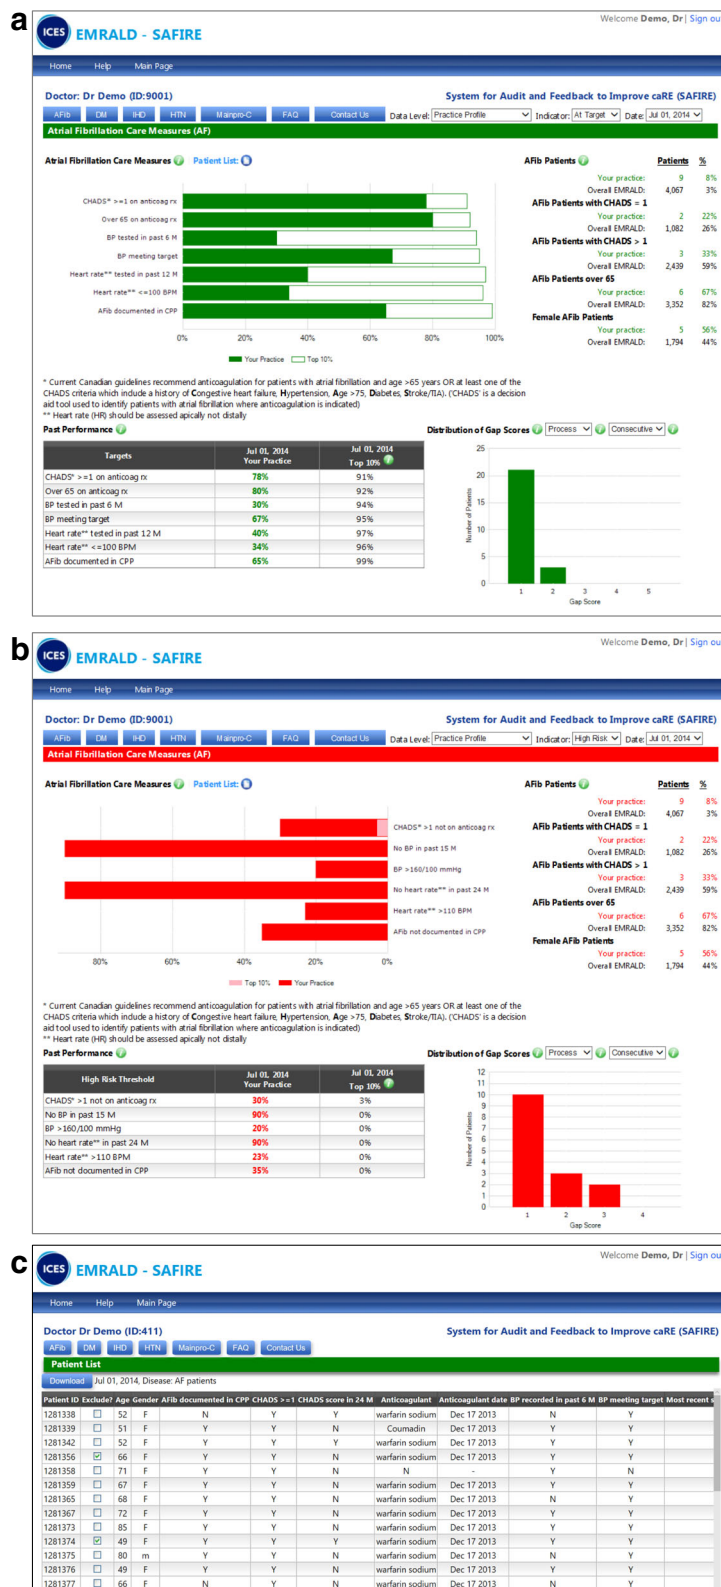 a
ICES EMRALD - SAFIRE
Welcome Demo, Dr | Sign ou
Home Help Main Page
Doctor: Dr Demo (ID:9001) System for Audit and Feedback to Improve caRE (SAFIRE)
AFib DM IHD HTN Mainpro-C FAQ Contact Us Data Level: Practice Profile Indicator: At Target Date: Jul 01, 2014
Atrial Fibrillation Care Measures (AF)
Atrial Fibrillation Care Measures Patient List: AFib Patients Patients %
Your practice: 9 8%
Overall EMRALD: 4,067 3%
AFib Patients with CHADS = 1
Your practice: 2 22%
Overall EMRALD: 1,082 26%
AFib Patients with CHADS > 1
Your practice: 3 33%
Overall EMRALD: 2,439 59%
AFib Patients over 65
Your practice: 6 67%
Overall EMRALD: 3,352 82%
Female AFib Patients
Your practice: 5 56%
Overall EMRALD: 1,794 44%
CHADS* >=1 on anticoag rx
Over 65 on anticoag rx
BP tested in past 6 M
BP meeting target
Heart rate** tested in past 12 M
Heart rate** <=100 BPM
AFib documented in CPP
0% 20% 40% 60% 80% 100%
Your Practice Top 10%
* Current Canadian guidelines recommend anticoagulation for patients with atrial fibrillation and age >65 years OR at least one of the
CHADS criteria which include a history of Congestive heart failure, Hypertension, Age >75, Diabetes, Stroke/TIA). ('CHADS' is a decision
aid tool used to identify patients with atrial fibrillation where anticoagulation is indicated)
** Heart rate (HR) should be assessed apically not distally
Past Performance Distribution of Gap Scores Process Consecutive
Targets Jul 01, 2014 Your Practice Jul 01, 2014 Top 10%
CHADS* >=1 on anticoag rx 78% 91%
Over 65 on anticoag rx 80% 92%
BP tested in past 6 M 30% 94%
BP meeting target 67% 95%
Heart rate** tested in past 12 M 40% 97%
Heart rate** <=100 BPM 34% 96%
AFib documented in CPP 65% 99%
Number of Patients
25
20
15
10
5
0
1 2 3 4 5
Gap Score
b
ICES EMRALD - SAFIRE
Welcome Demo, Dr | Sign ou
Home Help Main Page
Doctor: Dr Demo (ID:9001) System for Audit and Feedback to Improve caRE (SAFIRE)
AFib DM IHD HTN Mainpro-C FAQ Contact Us Data Level: Practice Profile Indicator: High Risk Date: Jul 01, 2014
Atrial Fibrillation Care Measures (AF)
Atrial Fibrillation Care Measures Patient List: AFib Patients Patients %
Your practice: 9 8%
Overall EMRALD: 4,067 3%
AFib Patients with CHADS = 1
Your practice: 2 22%
Overall EMRALD: 1,082 26%
AFib Patients with CHADS > 1
Your practice: 3 33%
Overall EMRALD: 2,439 59%
AFib Patients over 65
Your practice: 6 67%
Overall EMRALD: 3,352 82%
Female AFib Patients
Your practice: 5 56%
Overall EMRALD: 1,794 44%
CHADS* >1 not on anticoag rx
No BP in past 15 M
BP >160/100 mmHg
No heart rate** in past 24 M
Heart rate** >110 BPM
AFib not documented in CPP
80% 60% 40% 20% 0%
Top 10% Your Practice
* Current Canadian guidelines recommend anticoagulation for patients with atrial fibrillation and age >65 years OR at least one of the
CHADS criteria which include a history of Congestive heart failure, Hypertension, Age >75, Diabetes, Stroke/TIA). ('CHADS' is a decision
aid tool used to identify patients with atrial fibrillation where anticoagulation is indicated)
** Heart rate (HR) should be assessed apically not distally
Past Performance Distribution of Gap Scores Process Consecutive
High Risk Threshold Jul 01, 2014 Your Practice Jul 01, 2014 Top 10%
CHADS* >1 not on anticoag rx 30% 3%
No BP in past 15 M 90% 0%
BP >160/100 mmHg 20% 0%
No heart rate** in past 24 M 90% 0%
Heart rate** >110 BPM 23% 0%
AFib not documented in CPP 35% 0%
Number of Patients
12
11
10
9
8
7
6
5
4
3
2
1
0
1 2 3 4
Gap Score
c
ICES EMRALD - SAFIRE
Welcome Demo, Dr | Sign ou
Home Help Main Page
Doctor Dr Demo (ID:411) System for Audit and Feedback to Improve caRE (SAFIRE)
AFib DM IHD HTN Mainpro-C FAQ Contact Us
Patient List
Download Jul 01, 2014, Disease: AF patients
Patient ID Exclude? Age Gender AFib documented in CPP CHADS >=1 CHADS score in 24 M Anticoagulant Anticoagulant date BP recorded in past 6 M BP meeting target Most recent s
1281338 52 F N Y Y warfarin sodium Dec 17 2013 N Y
1281339 51 F Y Y N Coumadin Dec 17 2013 Y Y
1281342 52 F Y Y Y warfarin sodium Dec 17 2013 Y Y
1281356 66 F Y Y N warfarin sodium Dec 17 2013 Y Y
1281358 71 F Y Y N N - Y N
1281359 67 F Y Y N warfarin sodium Dec 17 2013 Y Y
1281365 68 F Y Y N warfarin sodium Dec 17 2013 N Y
1281367 72 F Y Y N warfarin sodium Dec 17 2013 Y Y
1281373 85 F Y Y N warfarin sodium Dec 17 2013 Y Y
1281374 49 F Y Y Y warfarin sodium Dec 17 2013 Y Y
1281375 80 m Y Y N warfarin sodium Dec 17 2013 N Y
1281376 49 F Y Y N warfarin sodium Dec 17 2013 Y Y
1281377 66 F N Y N warfarin sodium Dec 17 2013 N Y